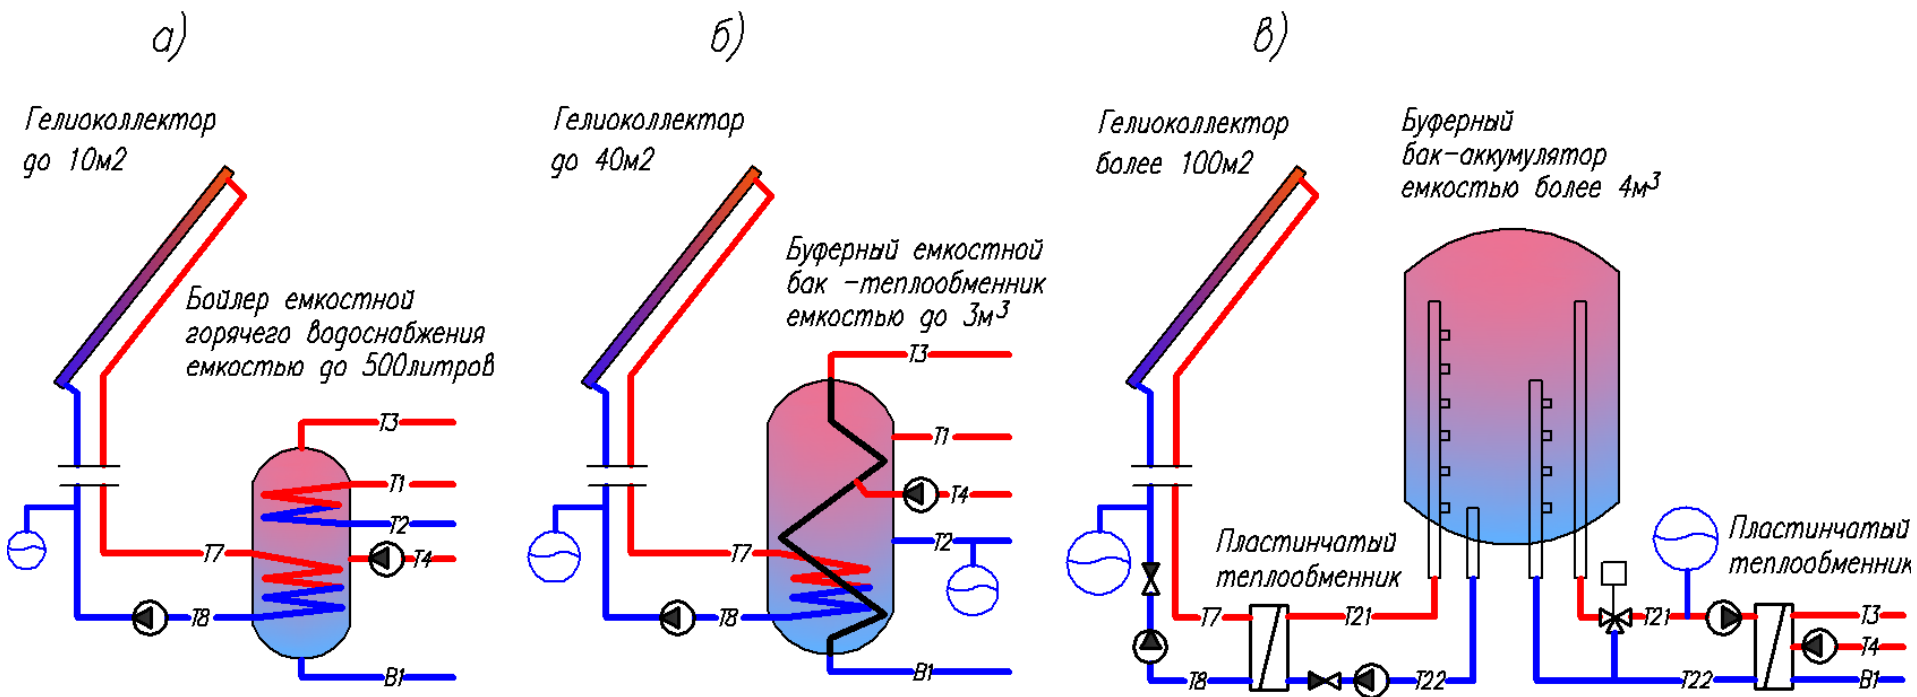 а)
Гелиоколлектор
до 10м2
Бойлер емкостной
горячего водоснабжения
емкостью до 500литров
Т3
Т1
Т2
Т7
Т4
Т8
В1
б)
Гелиоколлектор
до 40м2
Буферный емкостной
бак -теплообменник
емкостью до 3м³
Т3
Т1
Т4
Т2
Т7
Т8
В1
в)
Гелиоколлектор
более 100м2
Буферный
бак-аккумулятор
емкостью более 4м³
Пластинчатый
теплообменник
Пластинчатый
теплообменник
Т7
Т21
Т21
Т3
Т4
Т8
Т22
Т22
В1